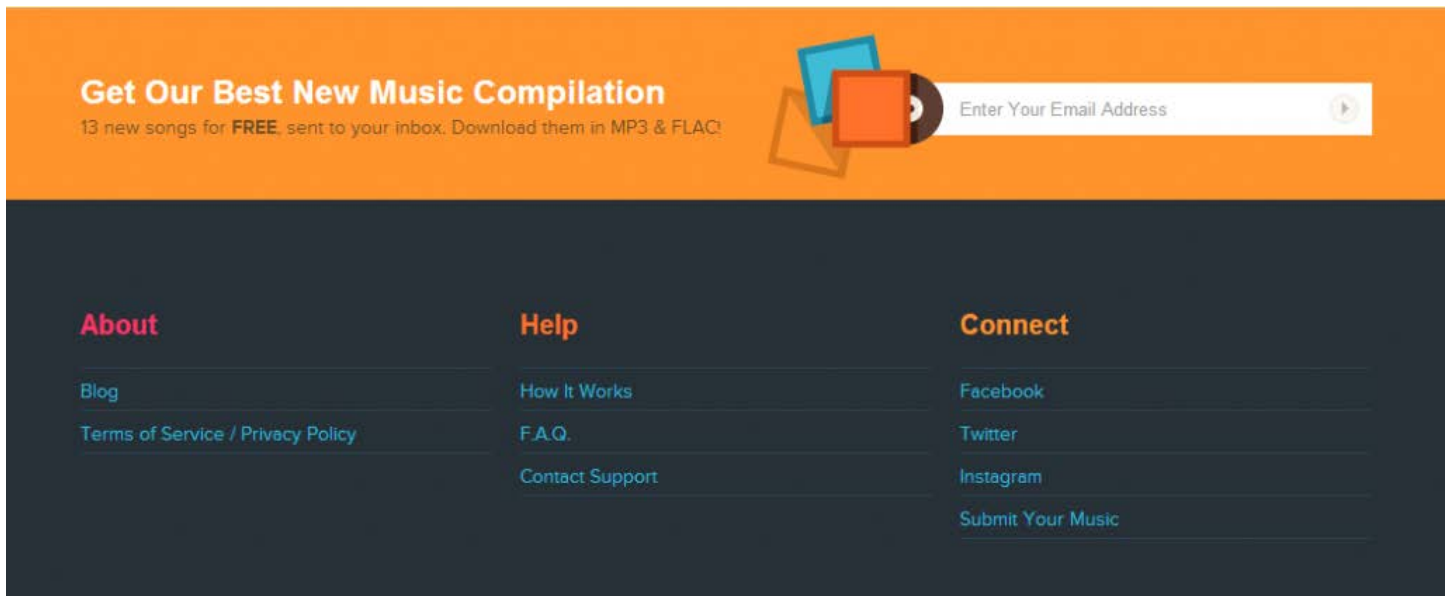 Get Our Best New Music Compilation
13 new songs for FREE, sent to your inbox. Download them in MP3 & FLAC!
Enter Your Email Address
About
Blog
Terms of Service / Privacy Policy
Help
How It Works
F.A.Q.
Contact Support
Connect
Facebook
Twitter
Instagram
Submit Your Music